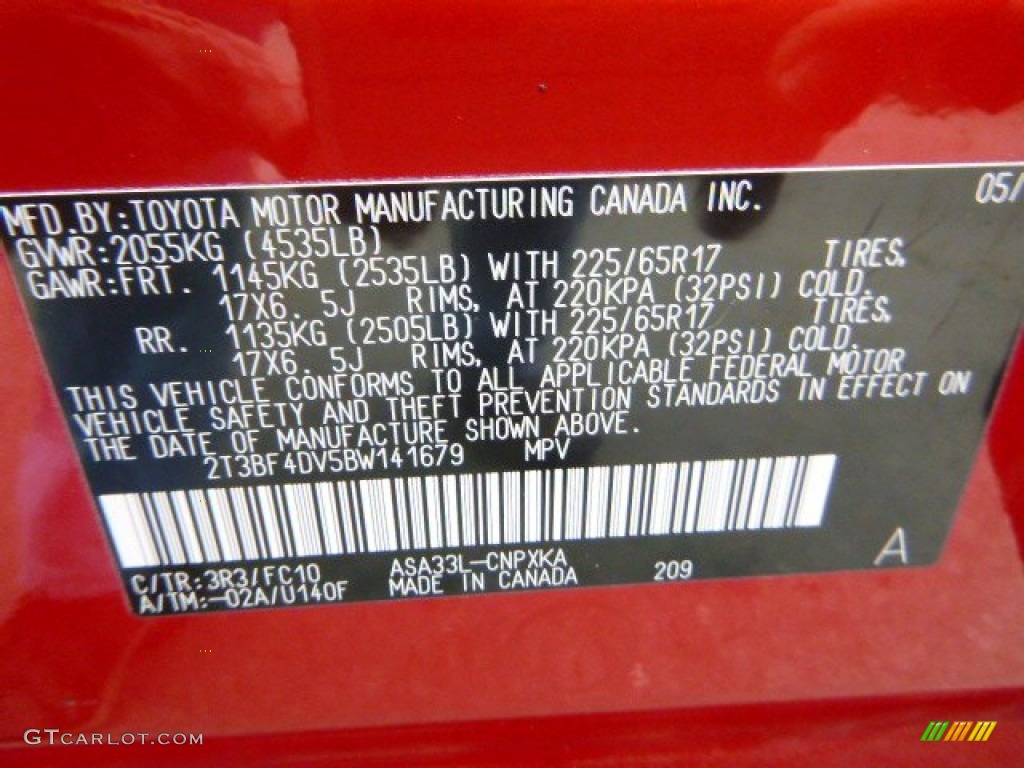 MFD.BY:TOYOTA MOTOR MANUFACTURING CANADA INC. 05/
GVWR:2055KG (4535LB)
GAWR:FRT. 1145KG (2535LB) WITH 225/65R17 TIRES,
17X6. 5J RIMS, AT 220KPA (32PSI) COLD.
RR. 1135KG (2505LB) WITH 225/65R17 TIRES,
17X6. 5J RIMS, AT 220KPA (32PSI) COLD.
THIS VEHICLE CONFORMS TO ALL APPLICABLE FEDERAL MOTOR
VEHICLE SAFETY AND THEFT PREVENTION STANDARDS IN EFFECT ON
THE DATE OF MANUFACTURE SHOWN ABOVE.
2T3BF4DV5BW141679 MPV
C/TR:3R3/FC10 ASA33L-CNPXKA
A/TM:-02A/U140F MADE IN CANADA 209 A
GTCARLOT.COM